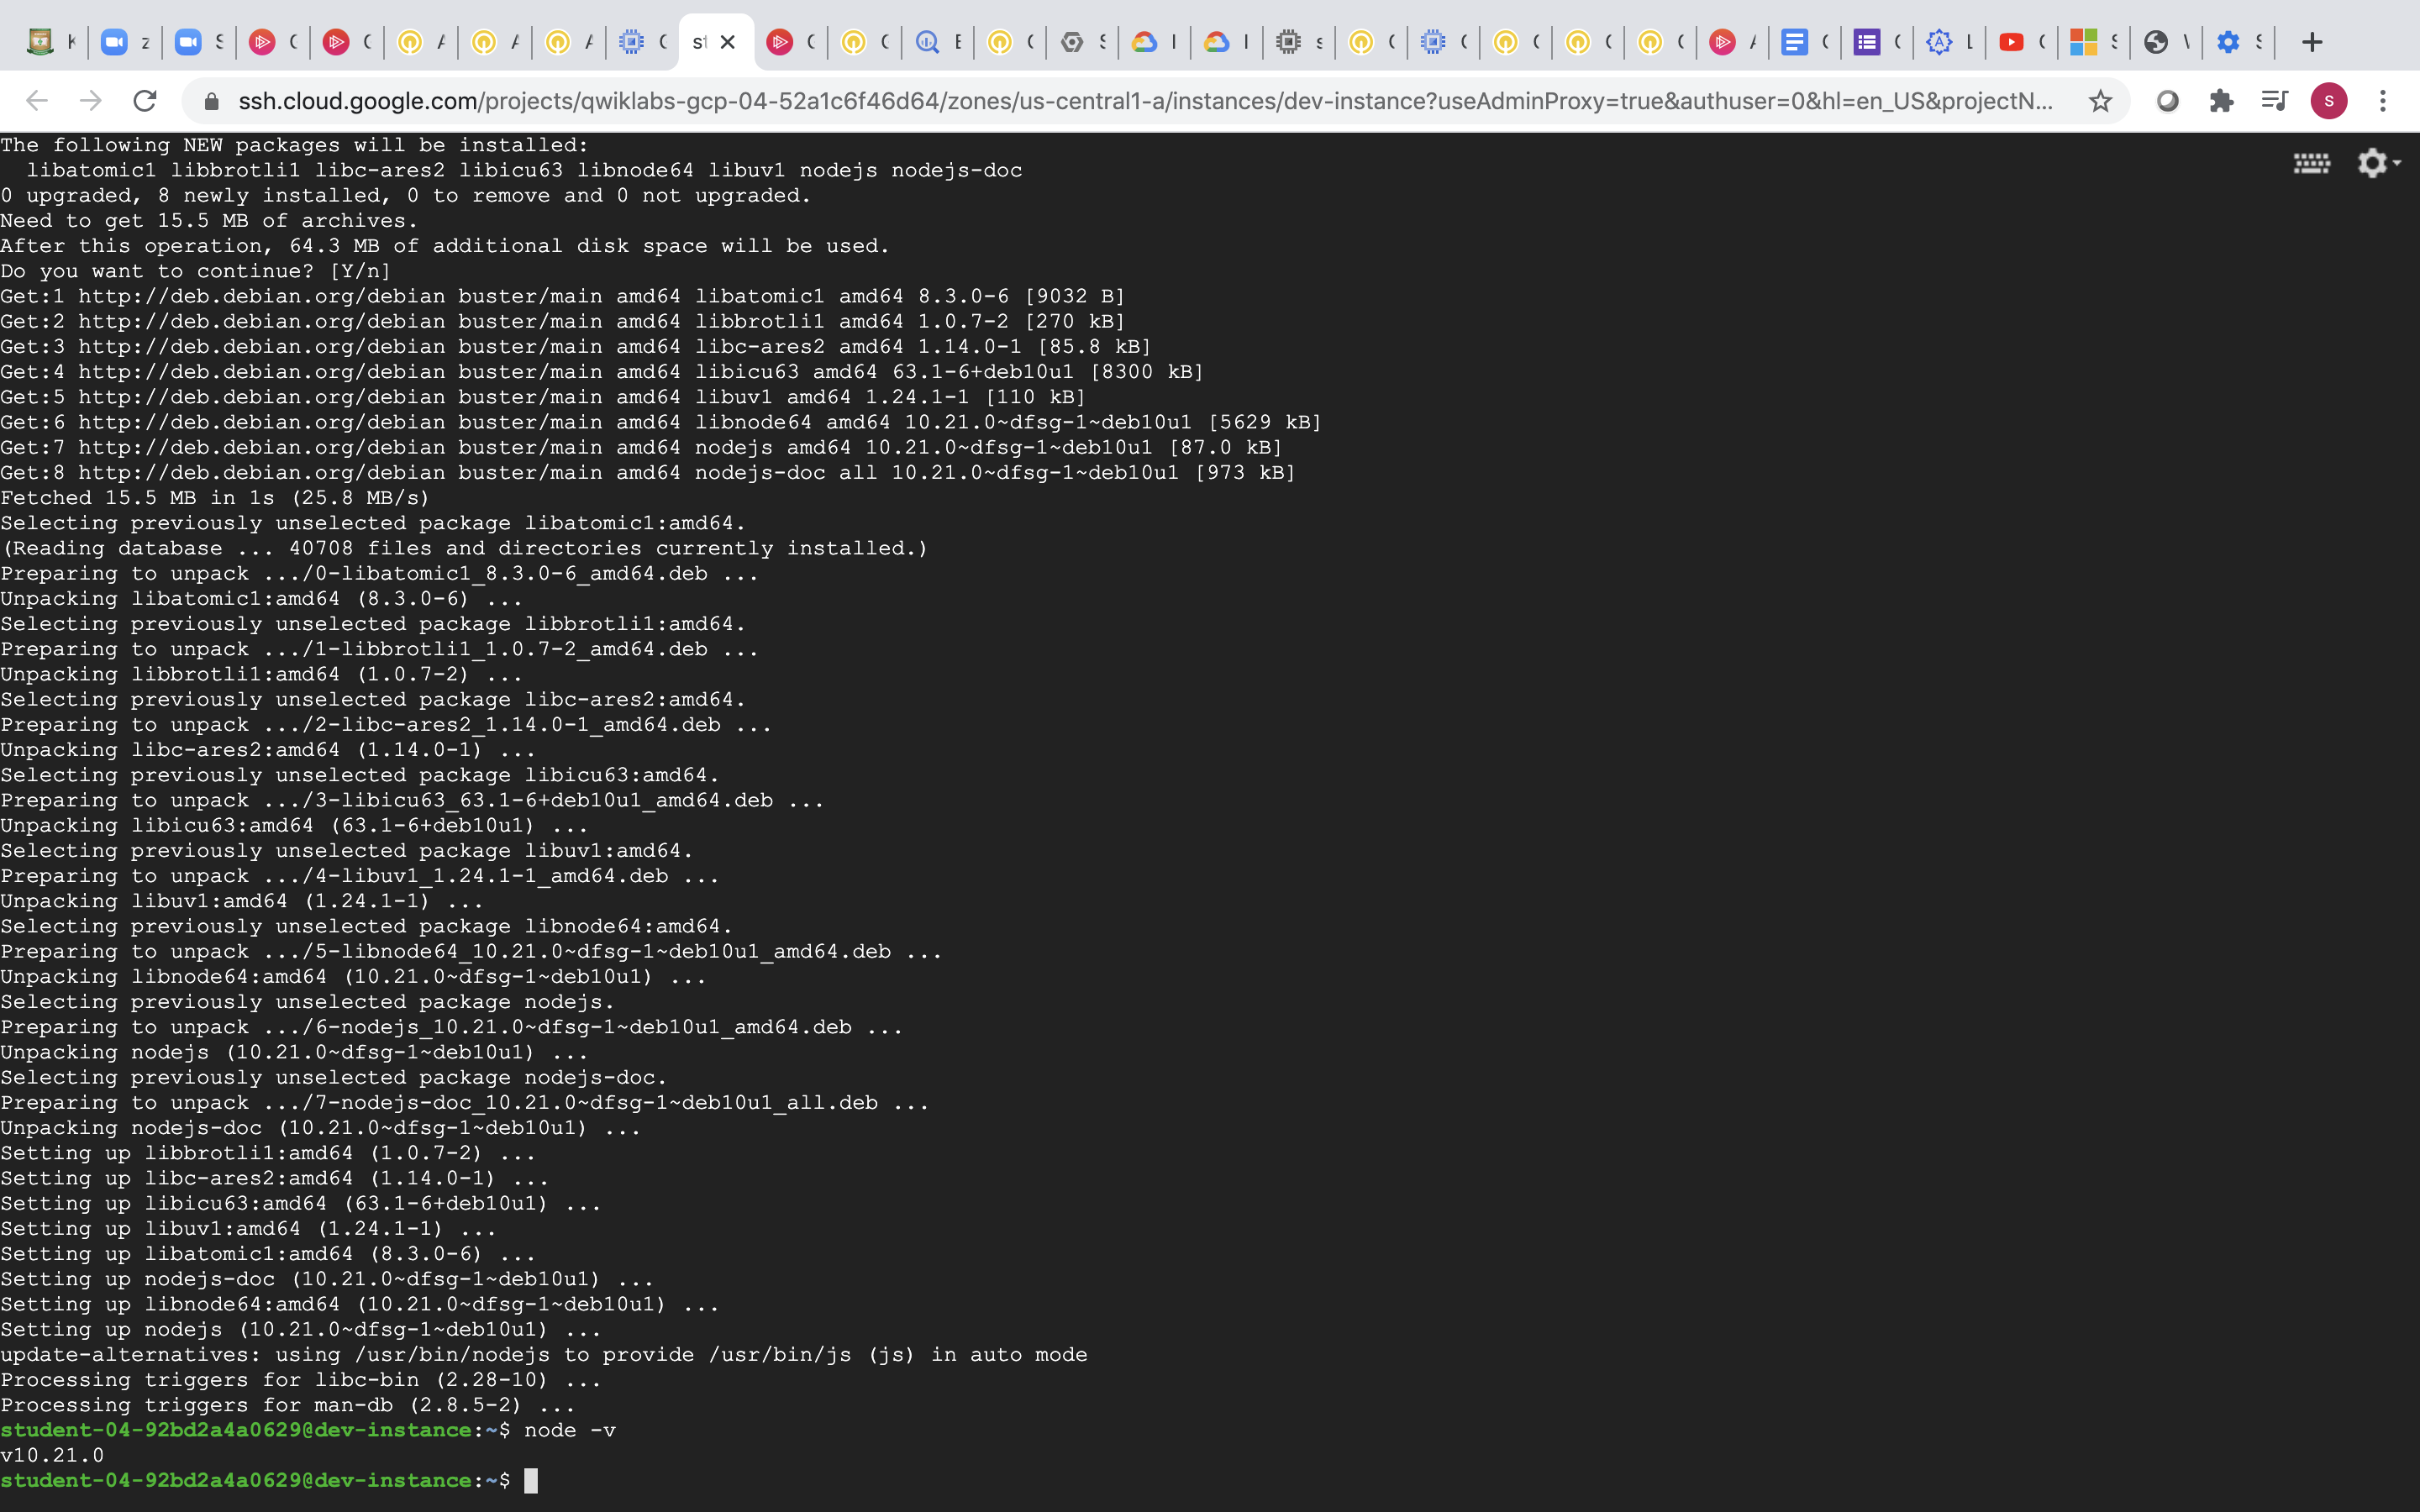 ssh.cloud.google.com/projects/qwiklabs-gcp-04-52a1c6f46d64/zones/us-central1-a/instances/dev-instance?useAdminProxy=true&authuser=0&hl=en_US&projectN...
The following NEW packages will be installed:
  libatomic1 libbrotli1 libc-ares2 libicu63 libnode64 libuv1 nodejs nodejs-doc
0 upgraded, 8 newly installed, 0 to remove and 0 not upgraded.
Need to get 15.5 MB of archives.
After this operation, 64.3 MB of additional disk space will be used.
Do you want to continue? [Y/n]
Get:1 http://deb.debian.org/debian buster/main amd64 libatomic1 amd64 8.3.0-6 [9032 B]
Get:2 http://deb.debian.org/debian buster/main amd64 libbrotli1 amd64 1.0.7-2 [270 kB]
Get:3 http://deb.debian.org/debian buster/main amd64 libc-ares2 amd64 1.14.0-1 [85.8 kB]
Get:4 http://deb.debian.org/debian buster/main amd64 libicu63 amd64 63.1-6+deb10u1 [8300 kB]
Get:5 http://deb.debian.org/debian buster/main amd64 libuv1 amd64 1.24.1-1 [110 kB]
Get:6 http://deb.debian.org/debian buster/main amd64 libnode64 amd64 10.21.0~dfsg-1~deb10u1 [5629 kB]
Get:7 http://deb.debian.org/debian buster/main amd64 nodejs amd64 10.21.0~dfsg-1~deb10u1 [87.0 kB]
Get:8 http://deb.debian.org/debian buster/main amd64 nodejs-doc all 10.21.0~dfsg-1~deb10u1 [973 kB]
Fetched 15.5 MB in 1s (25.8 MB/s)
Selecting previously unselected package libatomic1:amd64.
(Reading database ... 40708 files and directories currently installed.)
Preparing to unpack .../0-libatomic1_8.3.0-6_amd64.deb ...
Unpacking libatomic1:amd64 (8.3.0-6) ...
Selecting previously unselected package libbrotli1:amd64.
Preparing to unpack .../1-libbrotli1_1.0.7-2_amd64.deb ...
Unpacking libbrotli1:amd64 (1.0.7-2) ...
Selecting previously unselected package libc-ares2:amd64.
Preparing to unpack .../2-libc-ares2_1.14.0-1_amd64.deb ...
Unpacking libc-ares2:amd64 (1.14.0-1) ...
Selecting previously unselected package libicu63:amd64.
Preparing to unpack .../3-libicu63_63.1-6+deb10u1_amd64.deb ...
Unpacking libicu63:amd64 (63.1-6+deb10u1) ...
Selecting previously unselected package libuv1:amd64.
Preparing to unpack .../4-libuv1_1.24.1-1_amd64.deb ...
Unpacking libuv1:amd64 (1.24.1-1) ...
Selecting previously unselected package libnode64:amd64.
Preparing to unpack .../5-libnode64_10.21.0~dfsg-1~deb10u1_amd64.deb ...
Unpacking libnode64:amd64 (10.21.0~dfsg-1~deb10u1) ...
Selecting previously unselected package nodejs.
Preparing to unpack .../6-nodejs_10.21.0~dfsg-1~deb10u1_amd64.deb ...
Unpacking nodejs (10.21.0~dfsg-1~deb10u1) ...
Selecting previously unselected package nodejs-doc.
Preparing to unpack .../7-nodejs-doc_10.21.0~dfsg-1~deb10u1_all.deb ...
Unpacking nodejs-doc (10.21.0~dfsg-1~deb10u1) ...
Setting up libbrotli1:amd64 (1.0.7-2) ...
Setting up libc-ares2:amd64 (1.14.0-1) ...
Setting up libicu63:amd64 (63.1-6+deb10u1) ...
Setting up libuv1:amd64 (1.24.1-1) ...
Setting up libatomic1:amd64 (8.3.0-6) ...
Setting up nodejs-doc (10.21.0~dfsg-1~deb10u1) ...
Setting up libnode64:amd64 (10.21.0~dfsg-1~deb10u1) ...
Setting up nodejs (10.21.0~dfsg-1~deb10u1) ...
update-alternatives: using /usr/bin/nodejs to provide /usr/bin/js (js) in auto mode
Processing triggers for libc-bin (2.28-10) ...
Processing triggers for man-db (2.8.5-2) ...
student-04-92bd2a4a0629@dev-instance:~$ node -v
v10.21.0
student-04-92bd2a4a0629@dev-instance:~$